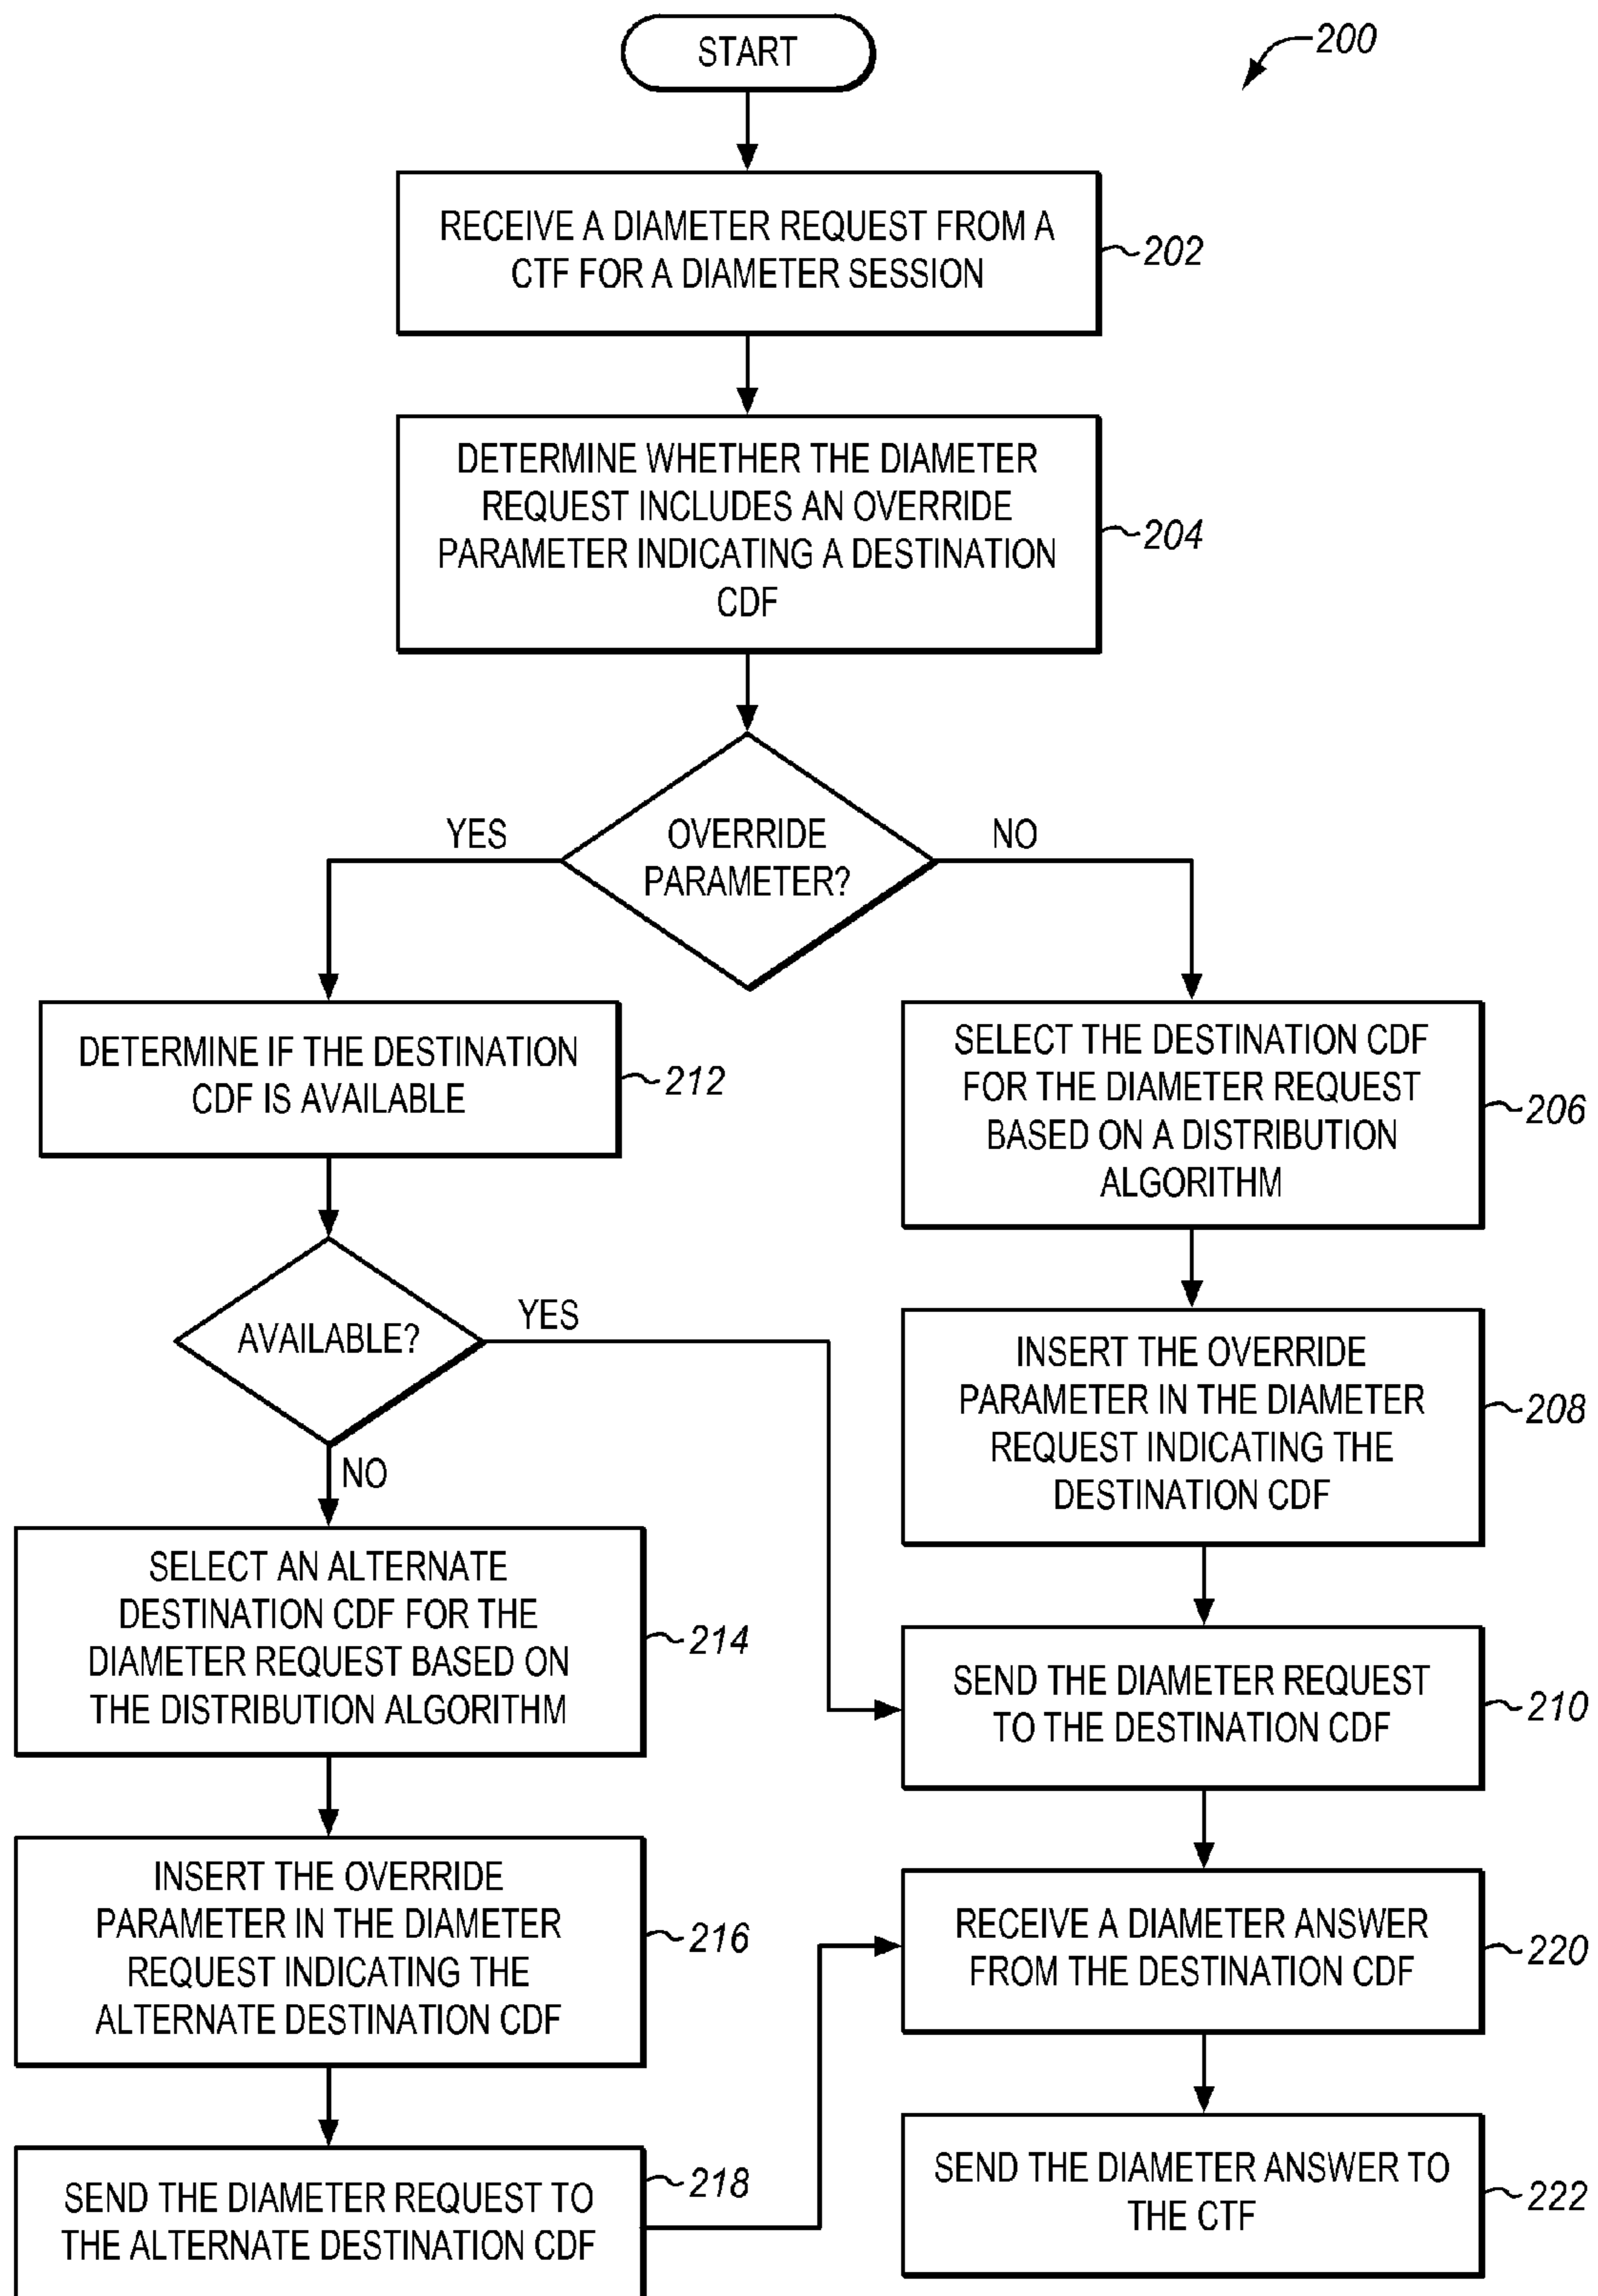 START
200
RECEIVE A DIAMETER REQUEST FROM A
CTF FOR A DIAMETER SESSION
202
DETERMINE WHETHER THE DIAMETER
REQUEST INCLUDES AN OVERRIDE
PARAMETER INDICATING A DESTINATION
CDF
204
OVERRIDE
PARAMETER?
YES
NO
DETERMINE IF THE DESTINATION
CDF IS AVAILABLE
212
SELECT THE DESTINATION CDF
FOR THE DIAMETER REQUEST
BASED ON A DISTRIBUTION
ALGORITHM
206
AVAILABLE?
YES
NO
INSERT THE OVERRIDE
PARAMETER IN THE DIAMETER
REQUEST INDICATING THE
DESTINATION CDF
208
SELECT AN ALTERNATE
DESTINATION CDF FOR THE
DIAMETER REQUEST BASED ON
THE DISTRIBUTION ALGORITHM
214
SEND THE DIAMETER REQUEST
TO THE DESTINATION CDF
210
INSERT THE OVERRIDE
PARAMETER IN THE DIAMETER
REQUEST INDICATING THE
ALTERNATE DESTINATION CDF
216
RECEIVE A DIAMETER ANSWER
FROM THE DESTINATION CDF
220
SEND THE DIAMETER REQUEST TO
THE ALTERNATE DESTINATION CDF
218
SEND THE DIAMETER ANSWER TO
THE CTF
222